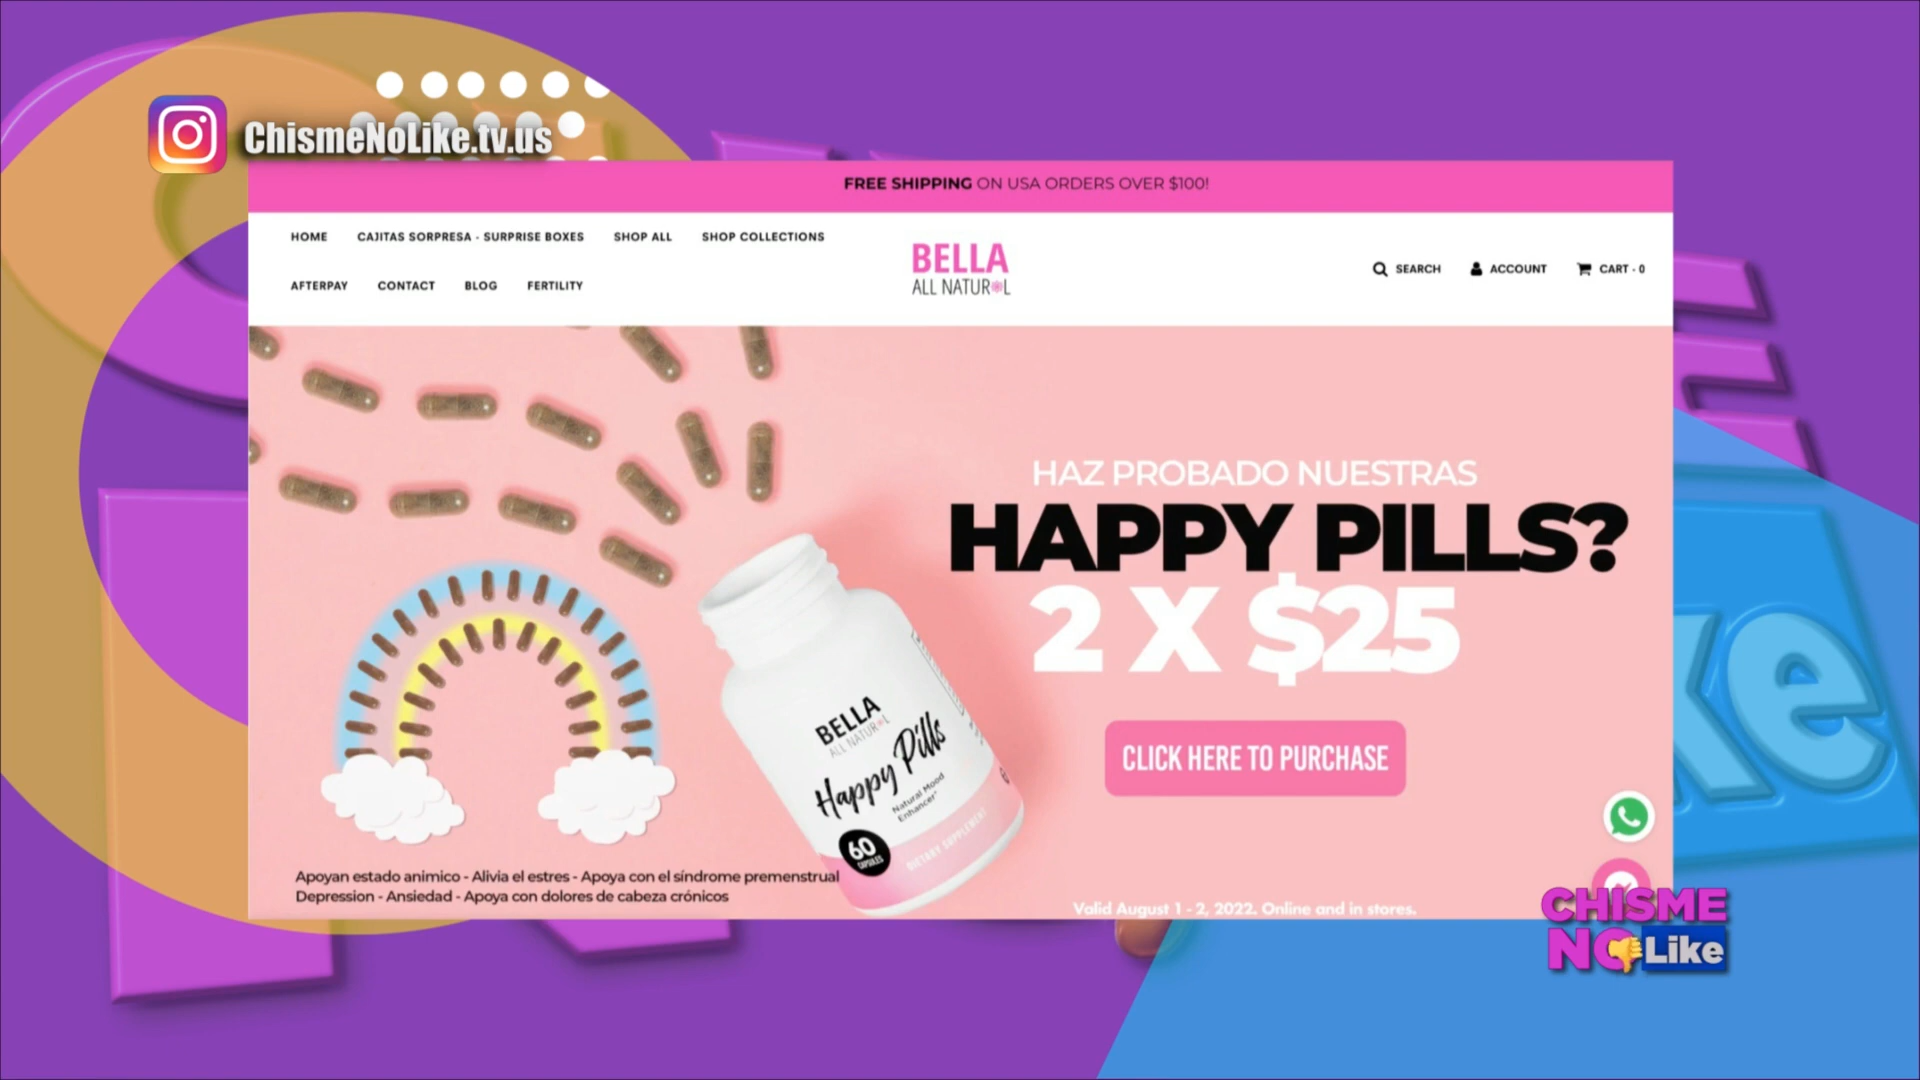 ChismeNoLike.tv.us
FREE SHIPPING ON USA ORDERS OVER $100!
HOME CAJITAS SORPRESA - SURPRISE BOXES SHOP ALL SHOP COLLECTIONS
AFTERPAY CONTACT BLOG FERTILITY
BELLA
ALL NATURAL
SEARCH ACCOUNT CART - 0
HAZ PROBADO NUESTRAS
HAPPY PILLS?
2 X $25
CLICK HERE TO PURCHASE
BELLA
ALL NATURAL
Happy Pills
Natural Mood
Enhancer*
60
CAPSULES
DIETARY SUPPLEMENT
Apoyan estado animico - Alivia el estres - Apoya con el síndrome premenstrual
Depression - Ansiedad - Apoya con dolores de cabeza crónicos
Valid August 1 - 2, 2022. Online and in stores.
CHISME
NO Like
ke